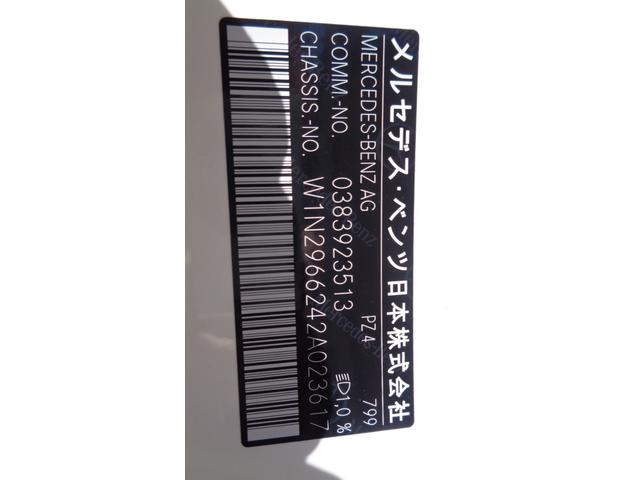 メルセデス・ベンツ日本株式会社
MERCEDES-BENZ AG PZ4 799
COMM.-NO. 0383923513 1,0 %
CHASSIS.-NO. W1N2966242A023617